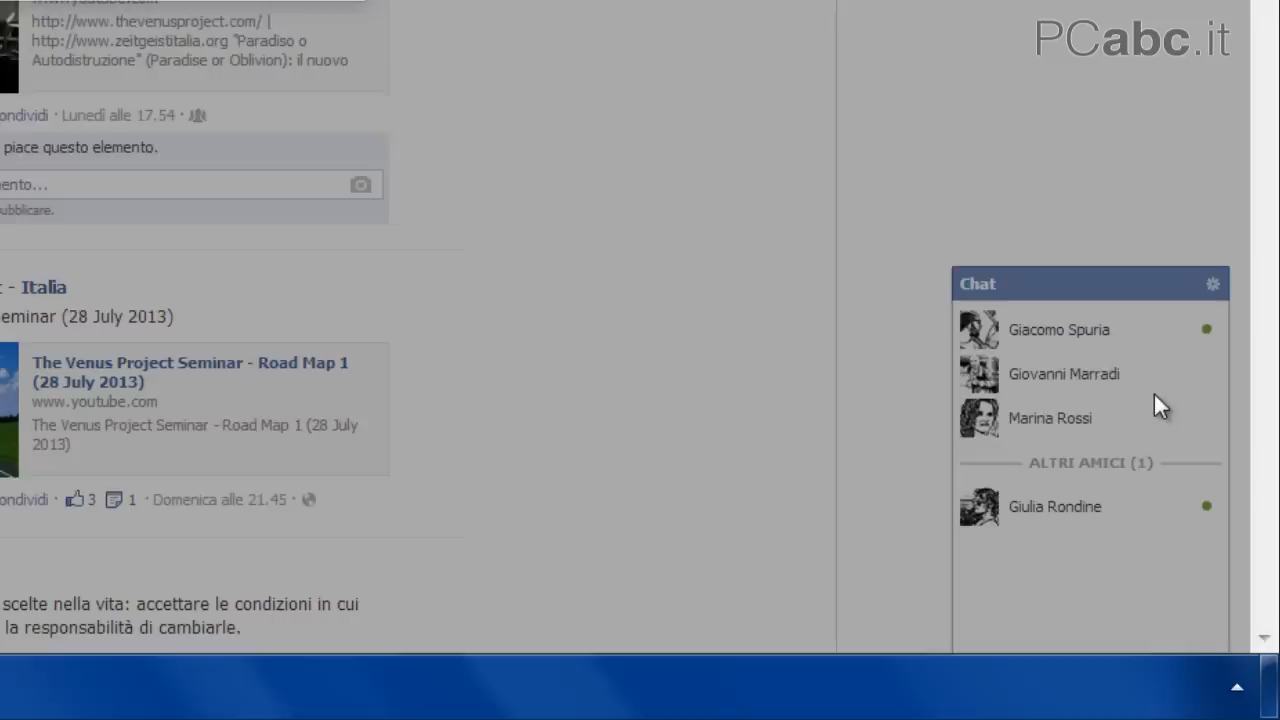 http://www.thevenusproject.com/ |
http://www.zeitgeistitalia.org "Paradiso o
Autodistruzione" (Paradise or Oblivion): il nuovo
ondividi · Lunedì alle 17.54 ·
piace questo elemento.
ento...
ubblicare.
- Italia
eminar (28 July 2013)
The Venus Project Seminar - Road Map 1
(28 July 2013)
www.youtube.com
The Venus Project Seminar - Road Map 1 (28 July
2013)
ondividi · 3 1 · Domenica alle 21.45 ·
scelte nella vita: accettare le condizioni in cui
la responsabilità di cambiarle.
PCabc.it
Chat
Giacomo Spuria
Giovanni Marradi
Marina Rossi
ALTRI AMICI (1)
Giulia Rondine